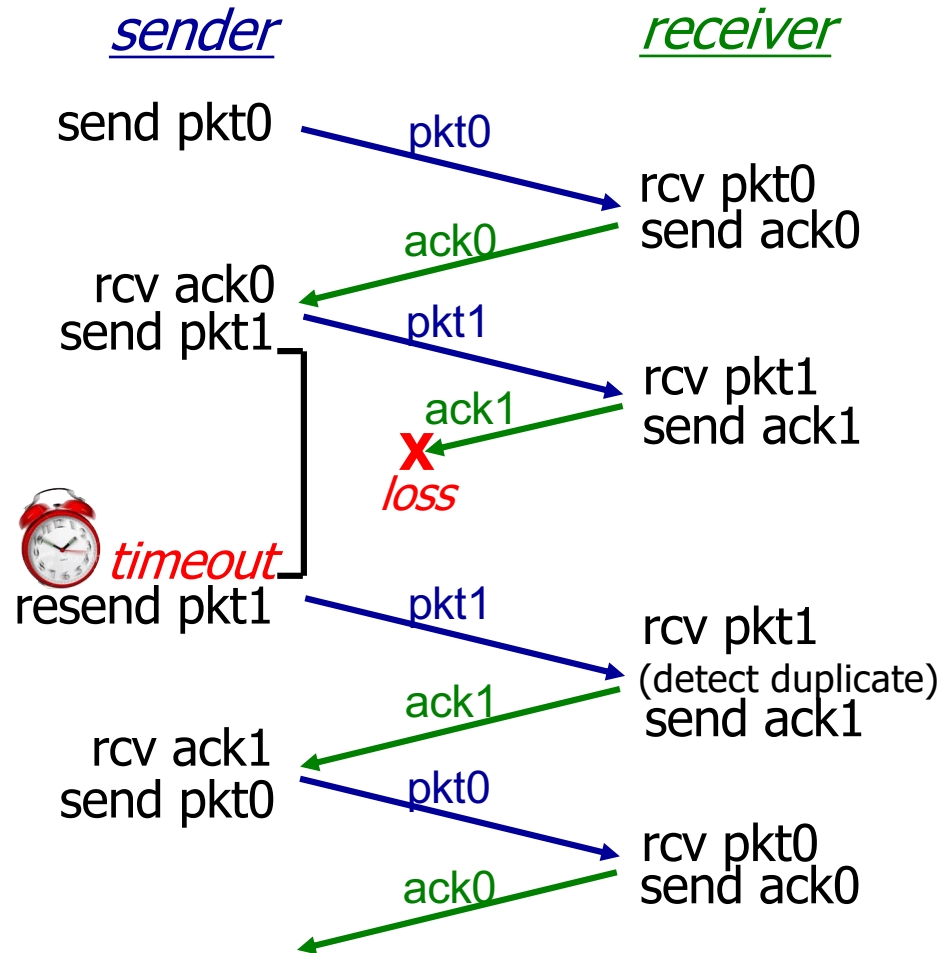 sender
receiver
send pkt0
pkt0
rcv pkt0
send ack0
ack0
rcv ack0
send pkt1
pkt1
rcv pkt1
send ack1
ack1
X
loss
timeout
resend pkt1
pkt1
rcv pkt1
(detect duplicate)
send ack1
ack1
rcv ack1
send pkt0
pkt0
rcv pkt0
send ack0
ack0